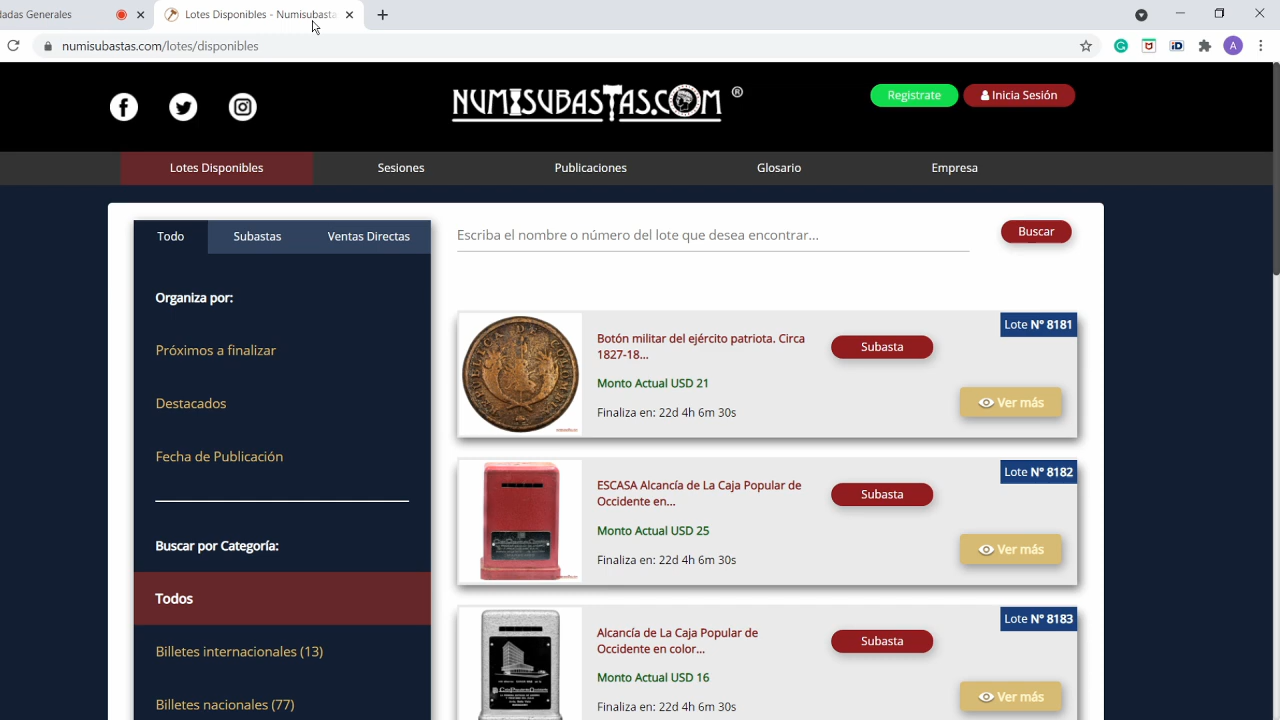 ladas Generales
Lotes Disponibles - Numisubasta
numisubastas.com/lotes/disponibles
A
NUMISUBASTAS.COM ®
Registrate
Inicia Sesión
Lotes Disponibles
Sesiones
Publicaciones
Glosario
Empresa
Todo
Subastas
Ventas Directas
Escriba el nombre o número del lote que desea encontrar...
Buscar
Organiza por:
Próximos a finalizar
Destacados
Fecha de Publicación
Buscar por Categoría:
Todos
Billetes internacionales (13)
Billetes nacionales (77)
Botón militar del ejército patriota. Circa
1827-18...
Monto Actual USD 21
Finaliza en: 22d 4h 6m 30s
Subasta
Lote N° 8181
Ver más
ESCASA Alcancía de La Caja Popular de
Occidente en...
Monto Actual USD 25
Finaliza en: 22d 4h 6m 30s
Subasta
Lote N° 8182
Ver más
Alcancía de La Caja Popular de
Occidente en color...
Monto Actual USD 16
Finaliza en: 22d 4h 6m 30s
Subasta
Lote N° 8183
Ver más